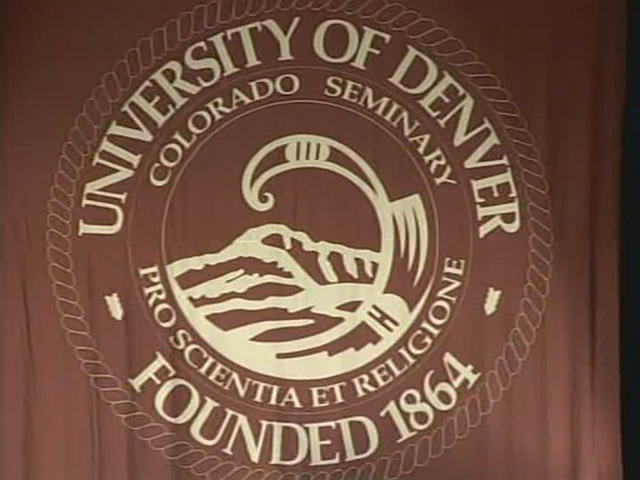 UNIVERSITY OF DENVER
COLORADO SEMINARY
PRO SCIENTIA ET RELIGIONE
FOUNDED 1864